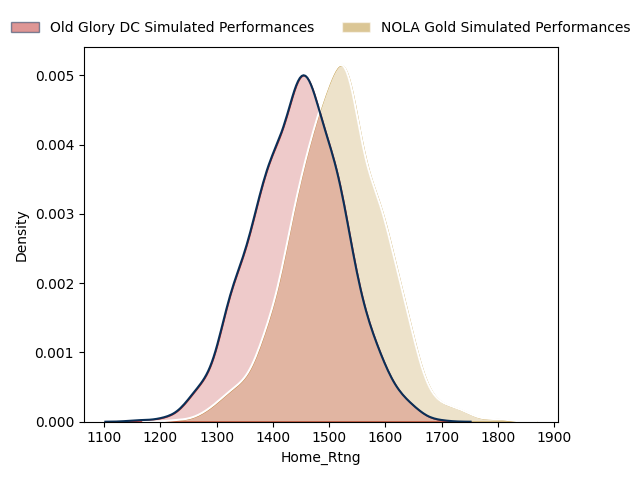 Old Glory DC Simulated Performances NOLA Gold Simulated Performances
0.005
0.004
0.003
0.002
0.001
0.000
Density
1100 1200 1300 1400 1500 1600 1700 1800 1900
Home_Rtng